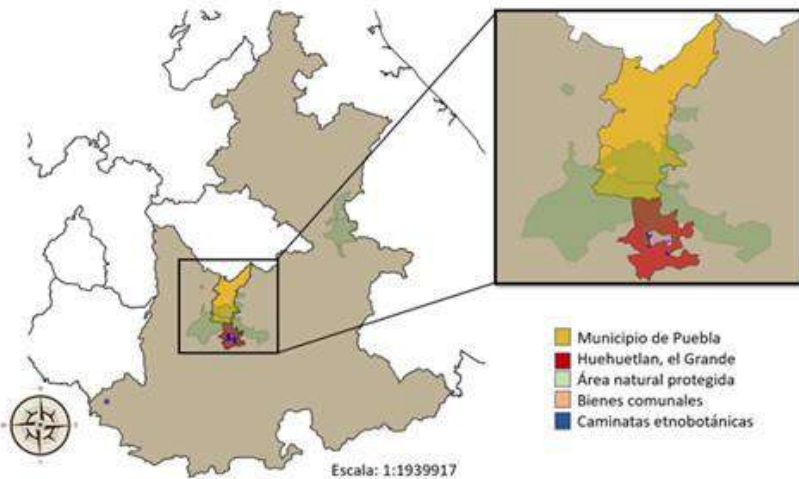 Municipio de Puebla
Huehuetlan, el Grande
Área natural protegida
Bienes comunales
Caminatas etnobotánicas
Escala: 1:1939917